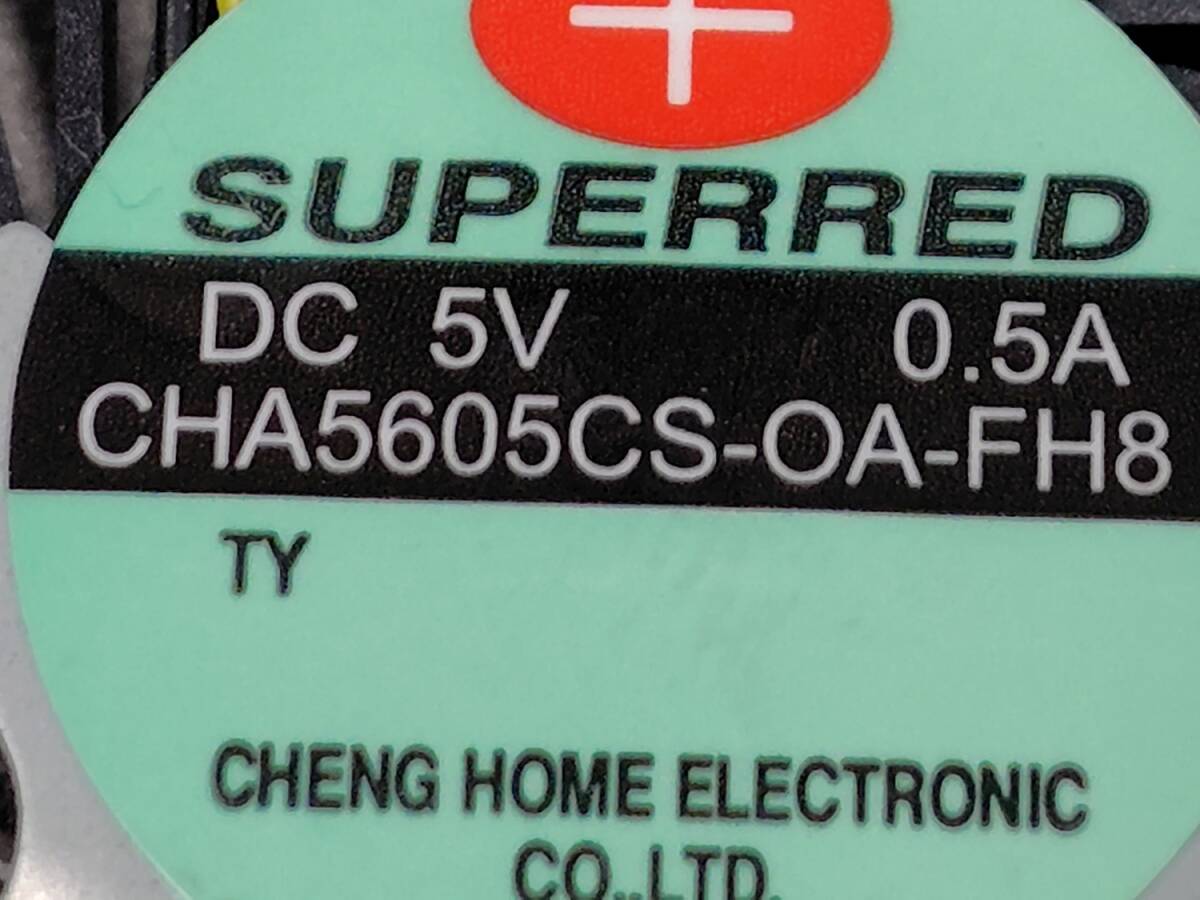 SUPERRED
DC 5V 0.5A
CHA5605CS-OA-FH8
TY
CHENG HOME ELECTRONIC
CO.,LTD.